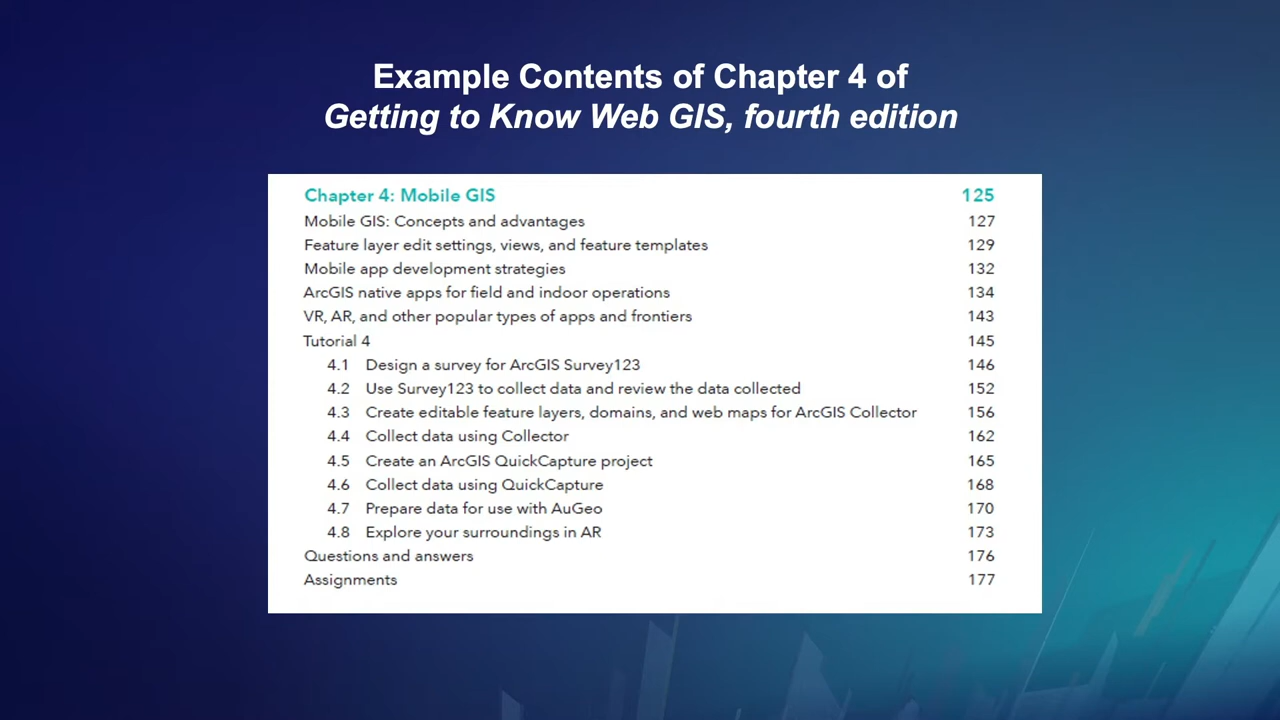 Example Contents of Chapter 4 of
Getting to Know Web GIS, fourth edition
Chapter 4: Mobile GIS 125
Mobile GIS: Concepts and advantages 127
Feature layer edit settings, views, and feature templates 129
Mobile app development strategies 132
ArcGIS native apps for field and indoor operations 134
VR, AR, and other popular types of apps and frontiers 143
Tutorial 4 145
4.1 Design a survey for ArcGIS Survey123 146
4.2 Use Survey123 to collect data and review the data collected 152
4.3 Create editable feature layers, domains, and web maps for ArcGIS Collector 156
4.4 Collect data using Collector 162
4.5 Create an ArcGIS QuickCapture project 165
4.6 Collect data using QuickCapture 168
4.7 Prepare data for use with AuGeo 170
4.8 Explore your surroundings in AR 173
Questions and answers 176
Assignments 177